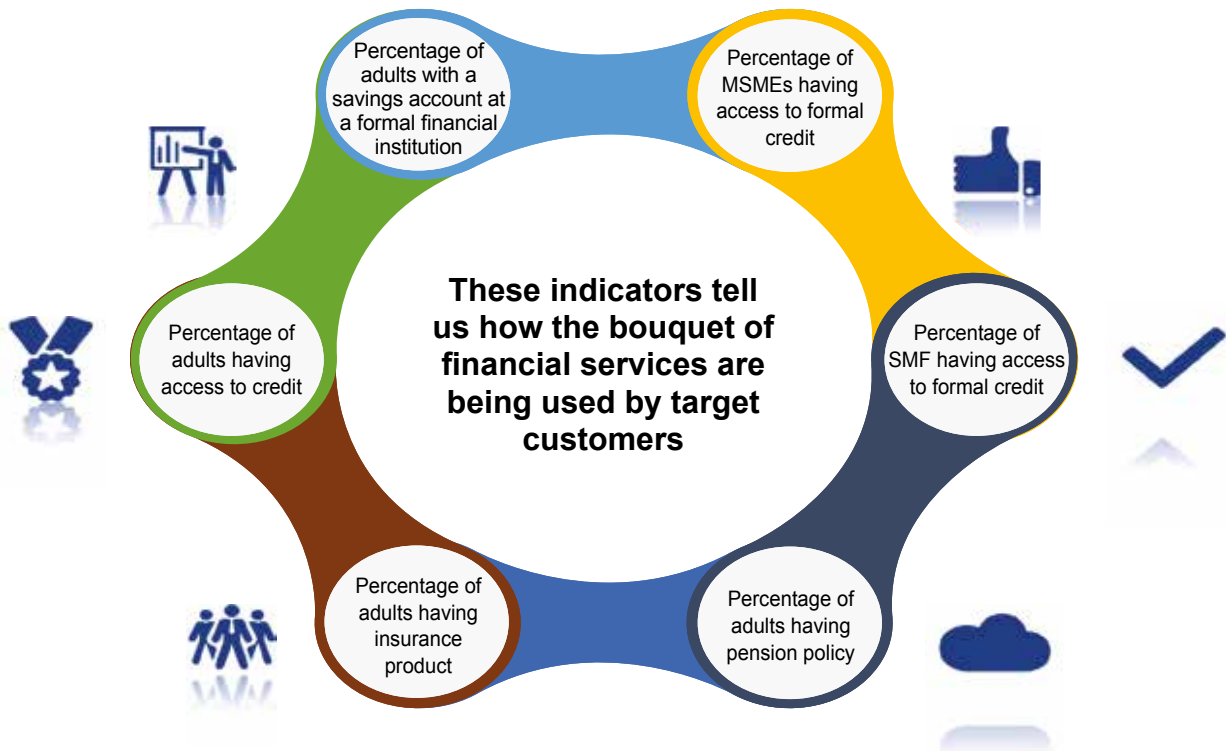 Percentage of
adults with a
savings account at
a formal financial
institution
Percentage of
MSMEs having
access to formal
credit
Percentage of
adults having
access to credit
These indicators tell
us how the bouquet of
financial services are
being used by target
customers
Percentage of
SMF having access
to formal credit
Percentage of
adults having
insurance
product
Percentage of
adults having
pension policy